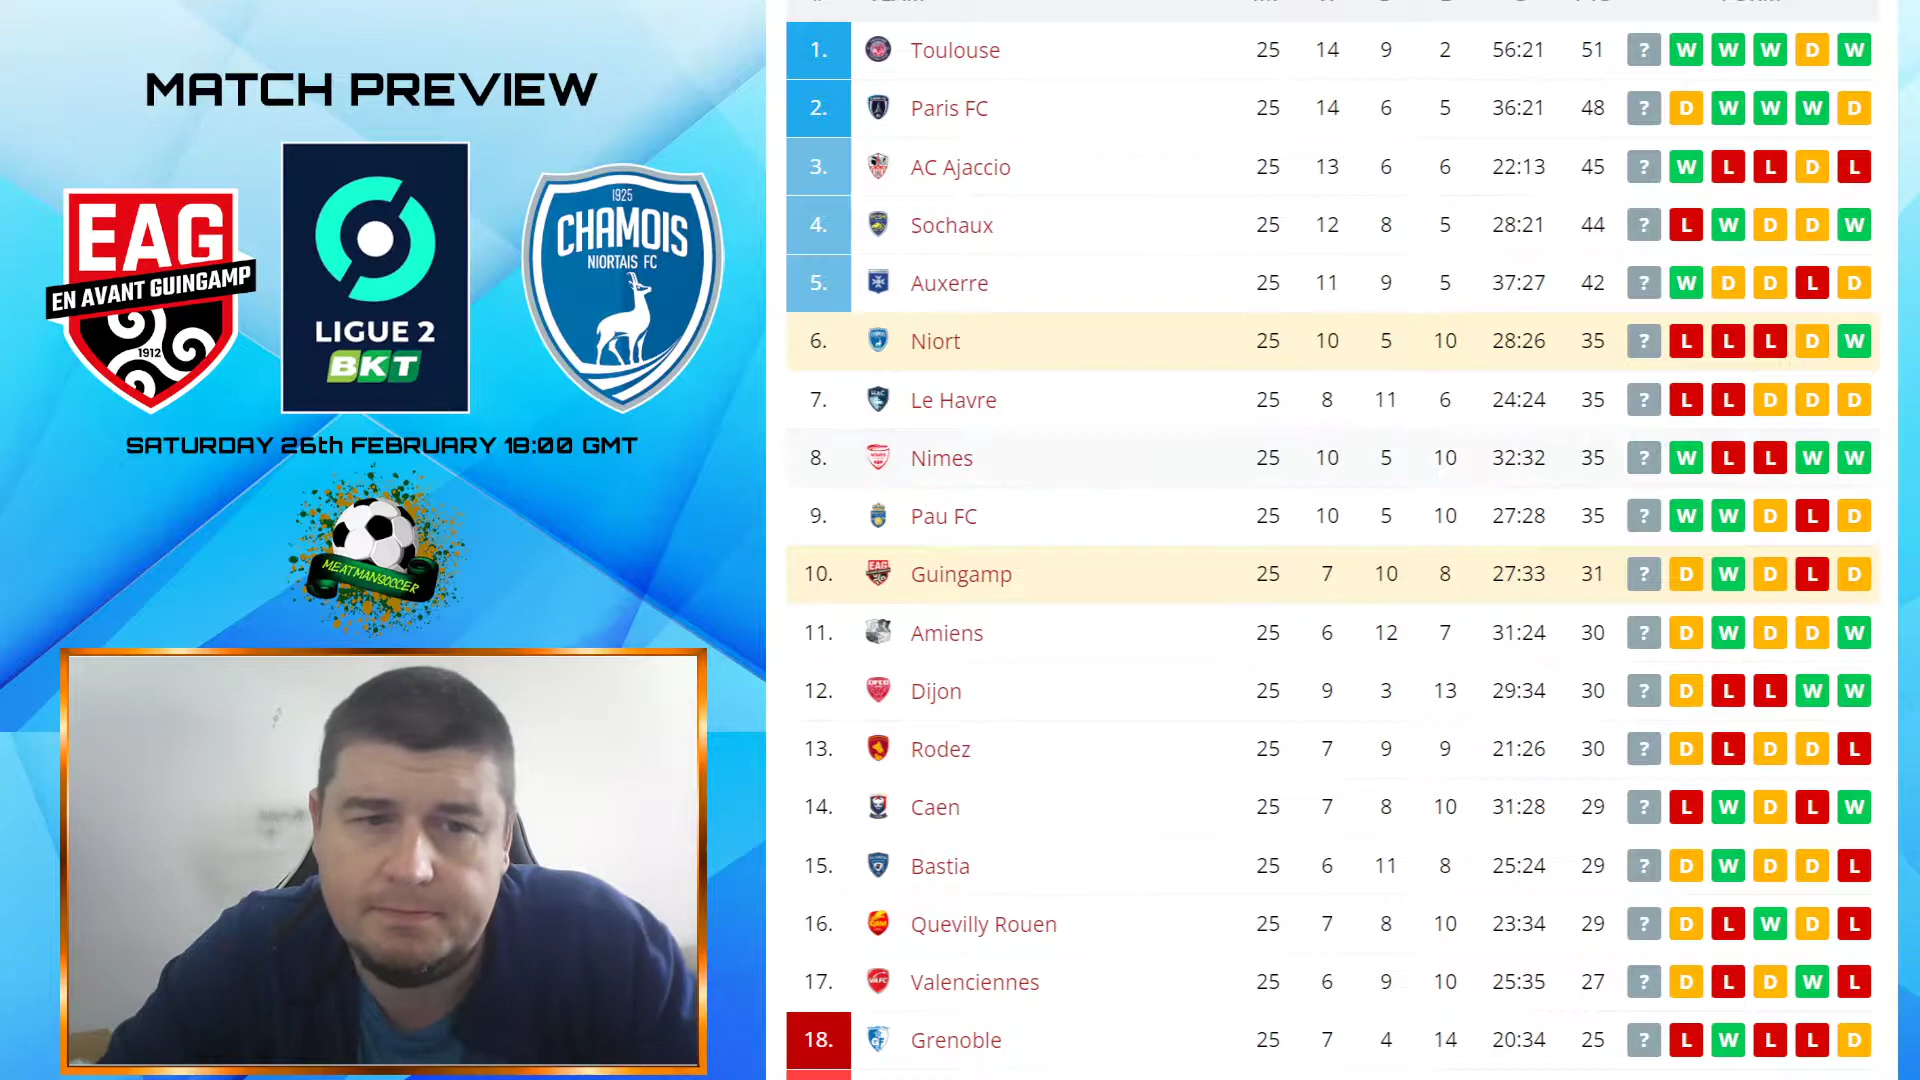 MATCH PREVIEW
EAG
EN AVANT GUINGAMP
1912
LIGUE 2
BKT
1925
CHAMOIS
NIORTAIS FC
SATURDAY 26th FEBRUARY 18:00 GMT
MEATMANSOCCER
1. Toulouse 25 14 9 2 56:21 51 ? W W W D W
2. Paris FC 25 14 6 5 36:21 48 ? D W W W D
3. AC Ajaccio 25 13 6 6 22:13 45 ? W L L D L
4. Sochaux 25 12 8 5 28:21 44 ? L W D D W
5. Auxerre 25 11 9 5 37:27 42 ? W D D L D
6. Niort 25 10 5 10 28:26 35 ? L L L D W
7. Le Havre 25 8 11 6 24:24 35 ? L L D D D
8. Nimes 25 10 5 10 32:32 35 ? W L L W W
9. Pau FC 25 10 5 10 27:28 35 ? W W D L D
10. Guingamp 25 7 10 8 27:33 31 ? D W D L D
11. Amiens 25 6 12 7 31:24 30 ? D W D D W
12. Dijon 25 9 3 13 29:34 30 ? D L L W W
13. Rodez 25 7 9 9 21:26 30 ? D L D D L
14. Caen 25 7 8 10 31:28 29 ? L W D L W
15. Bastia 25 6 11 8 25:24 29 ? D W D D L
16. Quevilly Rouen 25 7 8 10 23:34 29 ? D L W D L
17. Valenciennes 25 6 9 10 25:35 27 ? D L D W L
18. Grenoble 25 7 4 14 20:34 25 ? L W L L D